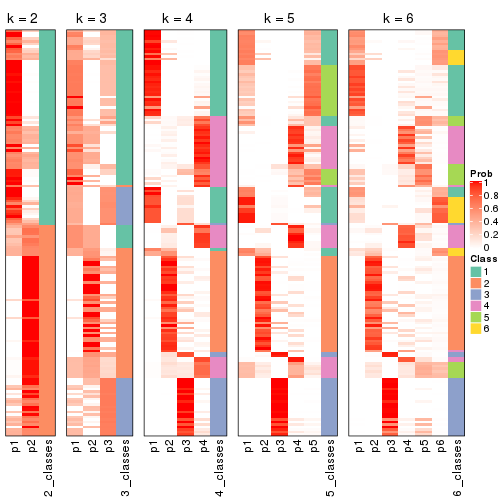 k = 2
k = 3
k = 4
k = 5
k = 6
p1
p2
2_classes
p1
p2
p3
3_classes
p1
p2
p3
p4
4_classes
p1
p2
p3
p4
p5
5_classes
p1
p2
p3
p4
p5
p6
6_classes
Prob
1
0.8
0.6
0.4
0.2
0
Class
1
2
3
4
5
6